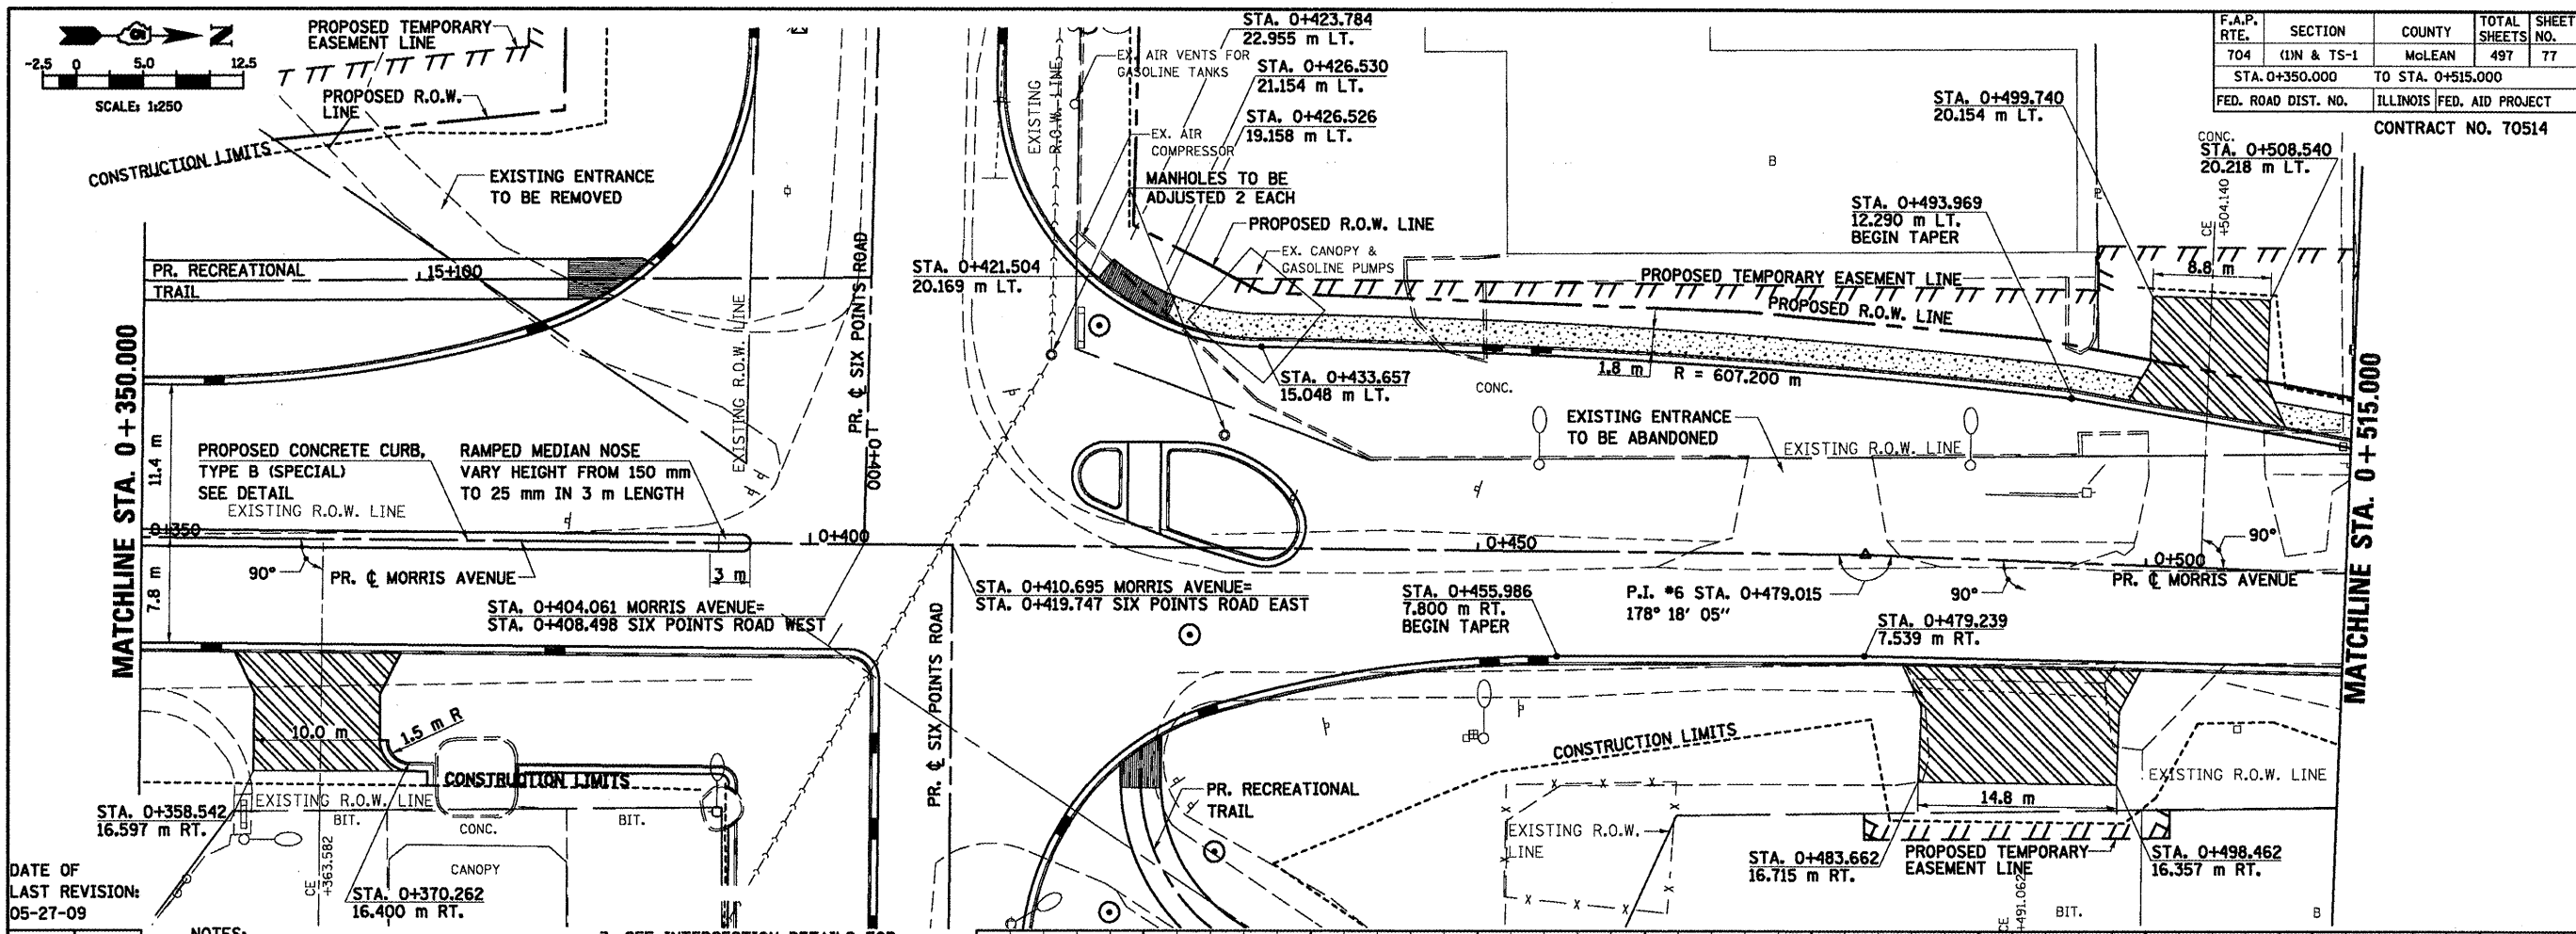 PROPOSED TEMPORARY
EASEMENT LINE
N
-2.5 0 5.0 12.5
SCALE: 1:250
PROPOSED R.O.W.
LINE
CONSTRUCTION LIMITS
EXISTING ENTRANCE
TO BE REMOVED
PR. RECREATIONAL
TRAIL
15+100
EXISTING R.O.W. LINE
PR. ℄ SIX POINTS ROAD
0+400
MATCHLINE STA. 0+350.000
11.4 m
7.8 m
PROPOSED CONCRETE CURB,
TYPE B (SPECIAL)
SEE DETAIL
EXISTING R.O.W. LINE
RAMPED MEDIAN NOSE
VARY HEIGHT FROM 150 mm
TO 25 mm IN 3 m LENGTH
0+350
90°
PR. ℄ MORRIS AVENUE
3 m
0+400
STA. 0+404.061 MORRIS AVENUE=
STA. 0+408.498 SIX POINTS ROAD WEST
10.0 m
1.5 m R
CONSTRUCTION LIMITS
EXISTING R.O.W. LINE
STA. 0+358.542
16.597 m RT.
BIT.
CONC.
BIT.
CANOPY
CE
+363.582
STA. 0+370.262
16.400 m RT.
DATE OF
LAST REVISION:
05-27-09
NOTES:
STA. 0+423.784
22.955 m LT.
EX. AIR VENTS FOR
GASOLINE TANKS
STA. 0+426.530
21.154 m LT.
STA. 0+426.526
19.158 m LT.
EXISTING
R.O.W. LINE
EX. AIR
COMPRESSOR
MANHOLES TO BE
ADJUSTED 2 EACH
PROPOSED R.O.W. LINE
EX. CANOPY &
GASOLINE PUMPS
STA. 0+421.504
20.169 m LT.
STA. 0+433.657
15.048 m LT.
B
PROPOSED TEMPORARY EASEMENT LINE
PROPOSED R.O.W. LINE
1.8 m
R = 607.200 m
CONC.
EXISTING ENTRANCE
TO BE ABANDONED
EXISTING R.O.W. LINE
STA. 0+493.969
12.290 m LT.
BEGIN TAPER
STA. 0+499.740
20.154 m LT.
CONC.
STA. 0+508.540
20.218 m LT.
CE
+504.140
8.8 m
F.A.P.
RTE.
SECTION
COUNTY
TOTAL
SHEETS
SHEET
NO.
704
(1)N & TS-1
McLEAN
497
77
STA. 0+350.000
TO STA. 0+515.000
FED. ROAD DIST. NO.
ILLINOIS
FED. AID PROJECT
CONTRACT NO. 70514
MATCHLINE STA. 0+515.000
0+450
0+500
90°
PR. ℄ MORRIS AVENUE
90°
STA. 0+410.695 MORRIS AVENUE=
STA. 0+419.747 SIX POINTS ROAD EAST
PR. ℄ SIX POINTS ROAD
STA. 0+455.986
7.800 m RT.
BEGIN TAPER
P.I. #6 STA. 0+479.015
178° 18' 05"
STA. 0+479.239
7.539 m RT.
CONSTRUCTION LIMITS
PR. RECREATIONAL
TRAIL
EXISTING R.O.W.
LINE
14.8 m
EXISTING R.O.W. LINE
STA. 0+483.662
16.715 m RT.
PROPOSED TEMPORARY
EASEMENT LINE
STA. 0+498.462
16.357 m RT.
CE
+491.062
BIT.
B